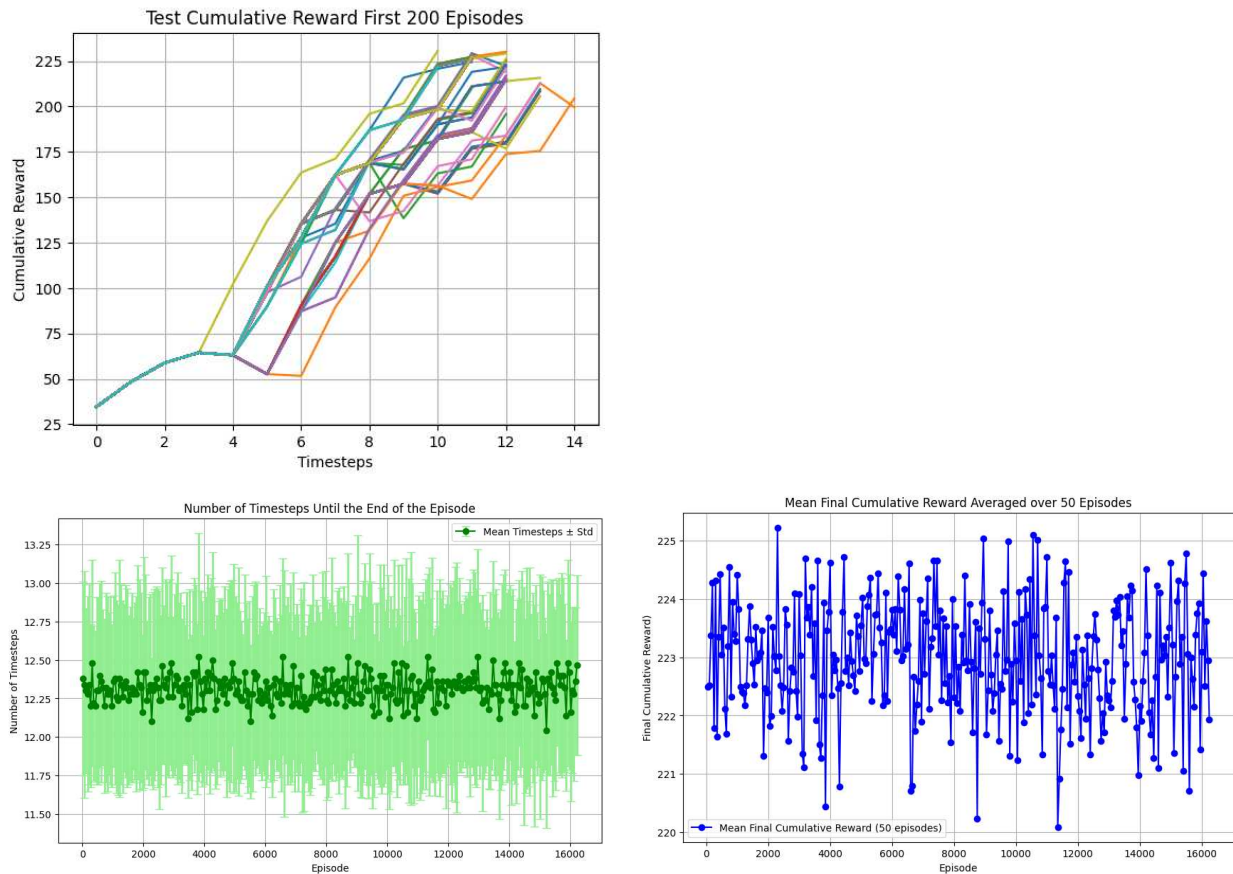 Test Cumulative Reward First 200 Episodes
225
200
175
150
125
100
75
50
25
Cumulative Reward
0 2 4 6 8 10 12 14
Timesteps
Number of Timesteps Until the End of the Episode
Mean Timesteps ± Std
13.25
13.00
12.75
12.50
12.25
12.00
11.75
11.50
Number of Timesteps
0 2000 4000 6000 8000 10000 12000 14000 16000
Episode
Mean Final Cumulative Reward Averaged over 50 Episodes
225
224
223
222
221
220
Final Cumulative Reward)
Mean Final Cumulative Reward (50 episodes)
0 2000 4000 6000 8000 10000 12000 14000 16000
Episode